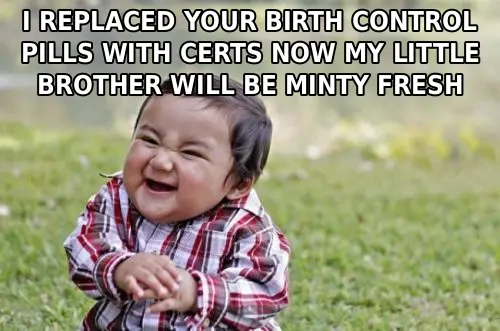 I REPLACED YOUR BIRTH CONTROL
PILLS WITH CERTS NOW MY LITTLE
BROTHER WILL BE MINTY FRESH